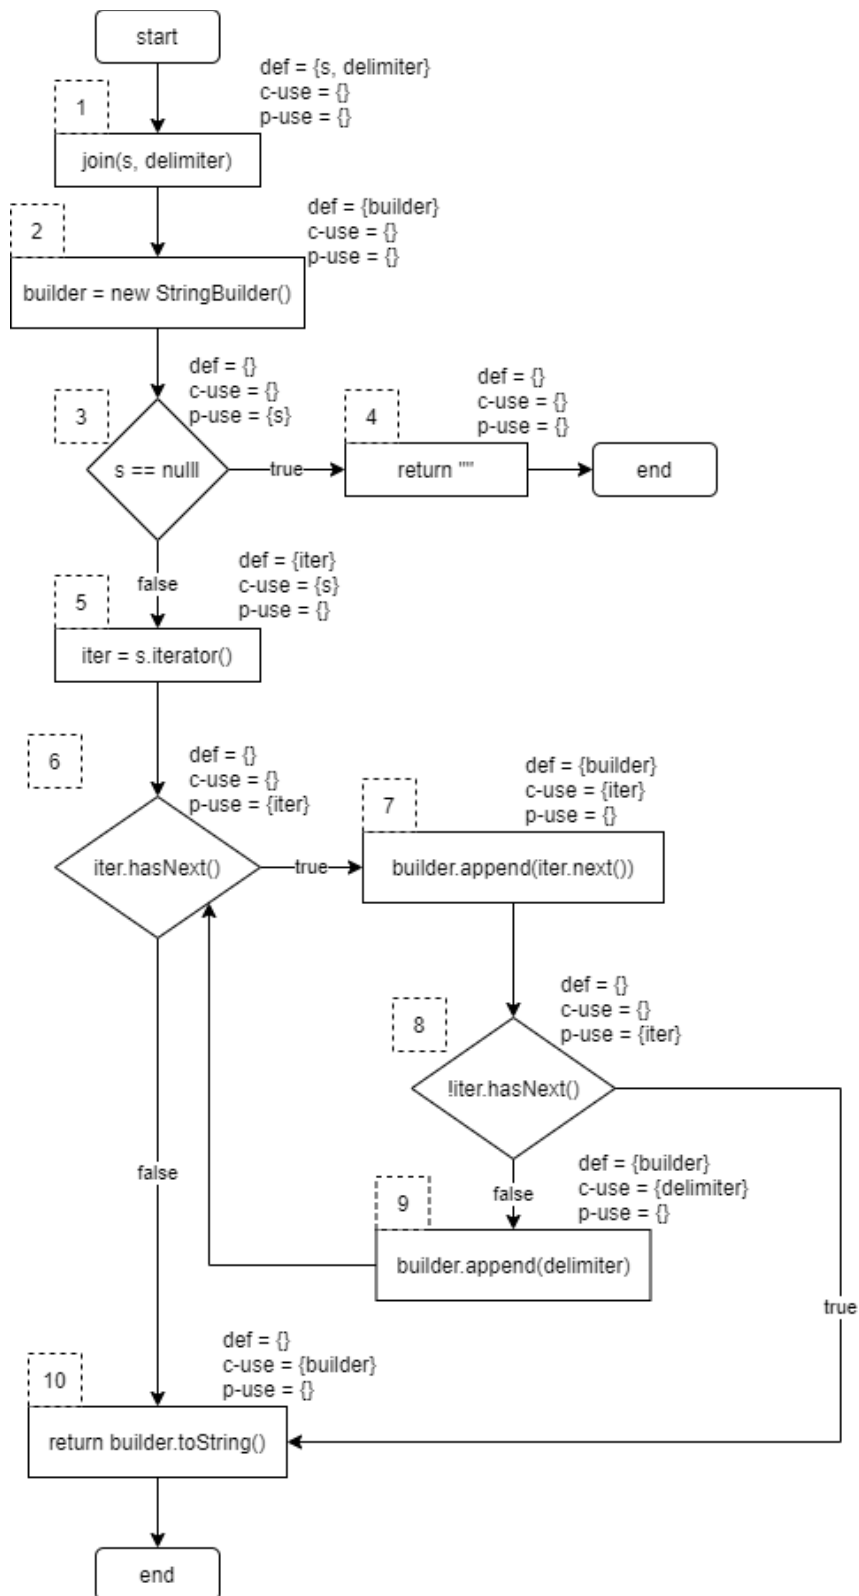 start
def = {s, delimiter}
c-use = {}
p-use = {}
1
join(s, delimiter)
def = {builder}
c-use = {}
p-use = {}
2
builder = new StringBuilder()
def = {}
c-use = {}
p-use = {s}
3
s == nulll
true
def = {}
c-use = {}
p-use = {}
4
return ""
end
false
def = {iter}
c-use = {s}
p-use = {}
5
iter = s.iterator()
def = {}
c-use = {}
p-use = {iter}
6
iter.hasNext()
true
def = {builder}
c-use = {iter}
p-use = {}
7
builder.append(iter.next())
def = {}
c-use = {}
p-use = {iter}
8
!iter.hasNext()
false
def = {builder}
c-use = {delimiter}
p-use = {}
9
builder.append(delimiter)
false
true
def = {}
c-use = {builder}
p-use = {}
10
return builder.toString()
end